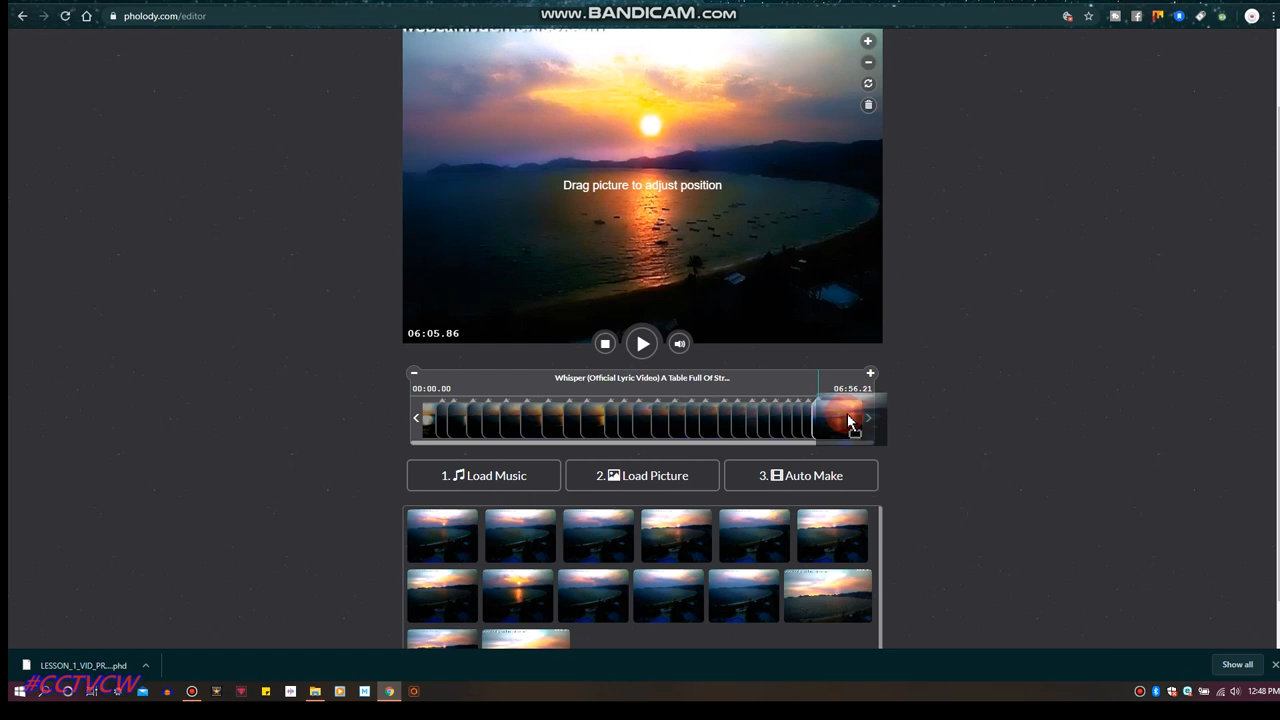 pholody.com/editor
www.BANDICAM.com
Drag picture to adjust position
06:05.86
Whisper (Official Lyric Video) A Table Full Of Str...
00:00.00
06:56.21
1. Load Music
2. Load Picture
3. Auto Make
LESSON_1_VID_PR....phd
Show all
#CCTVCW
12:48 PM